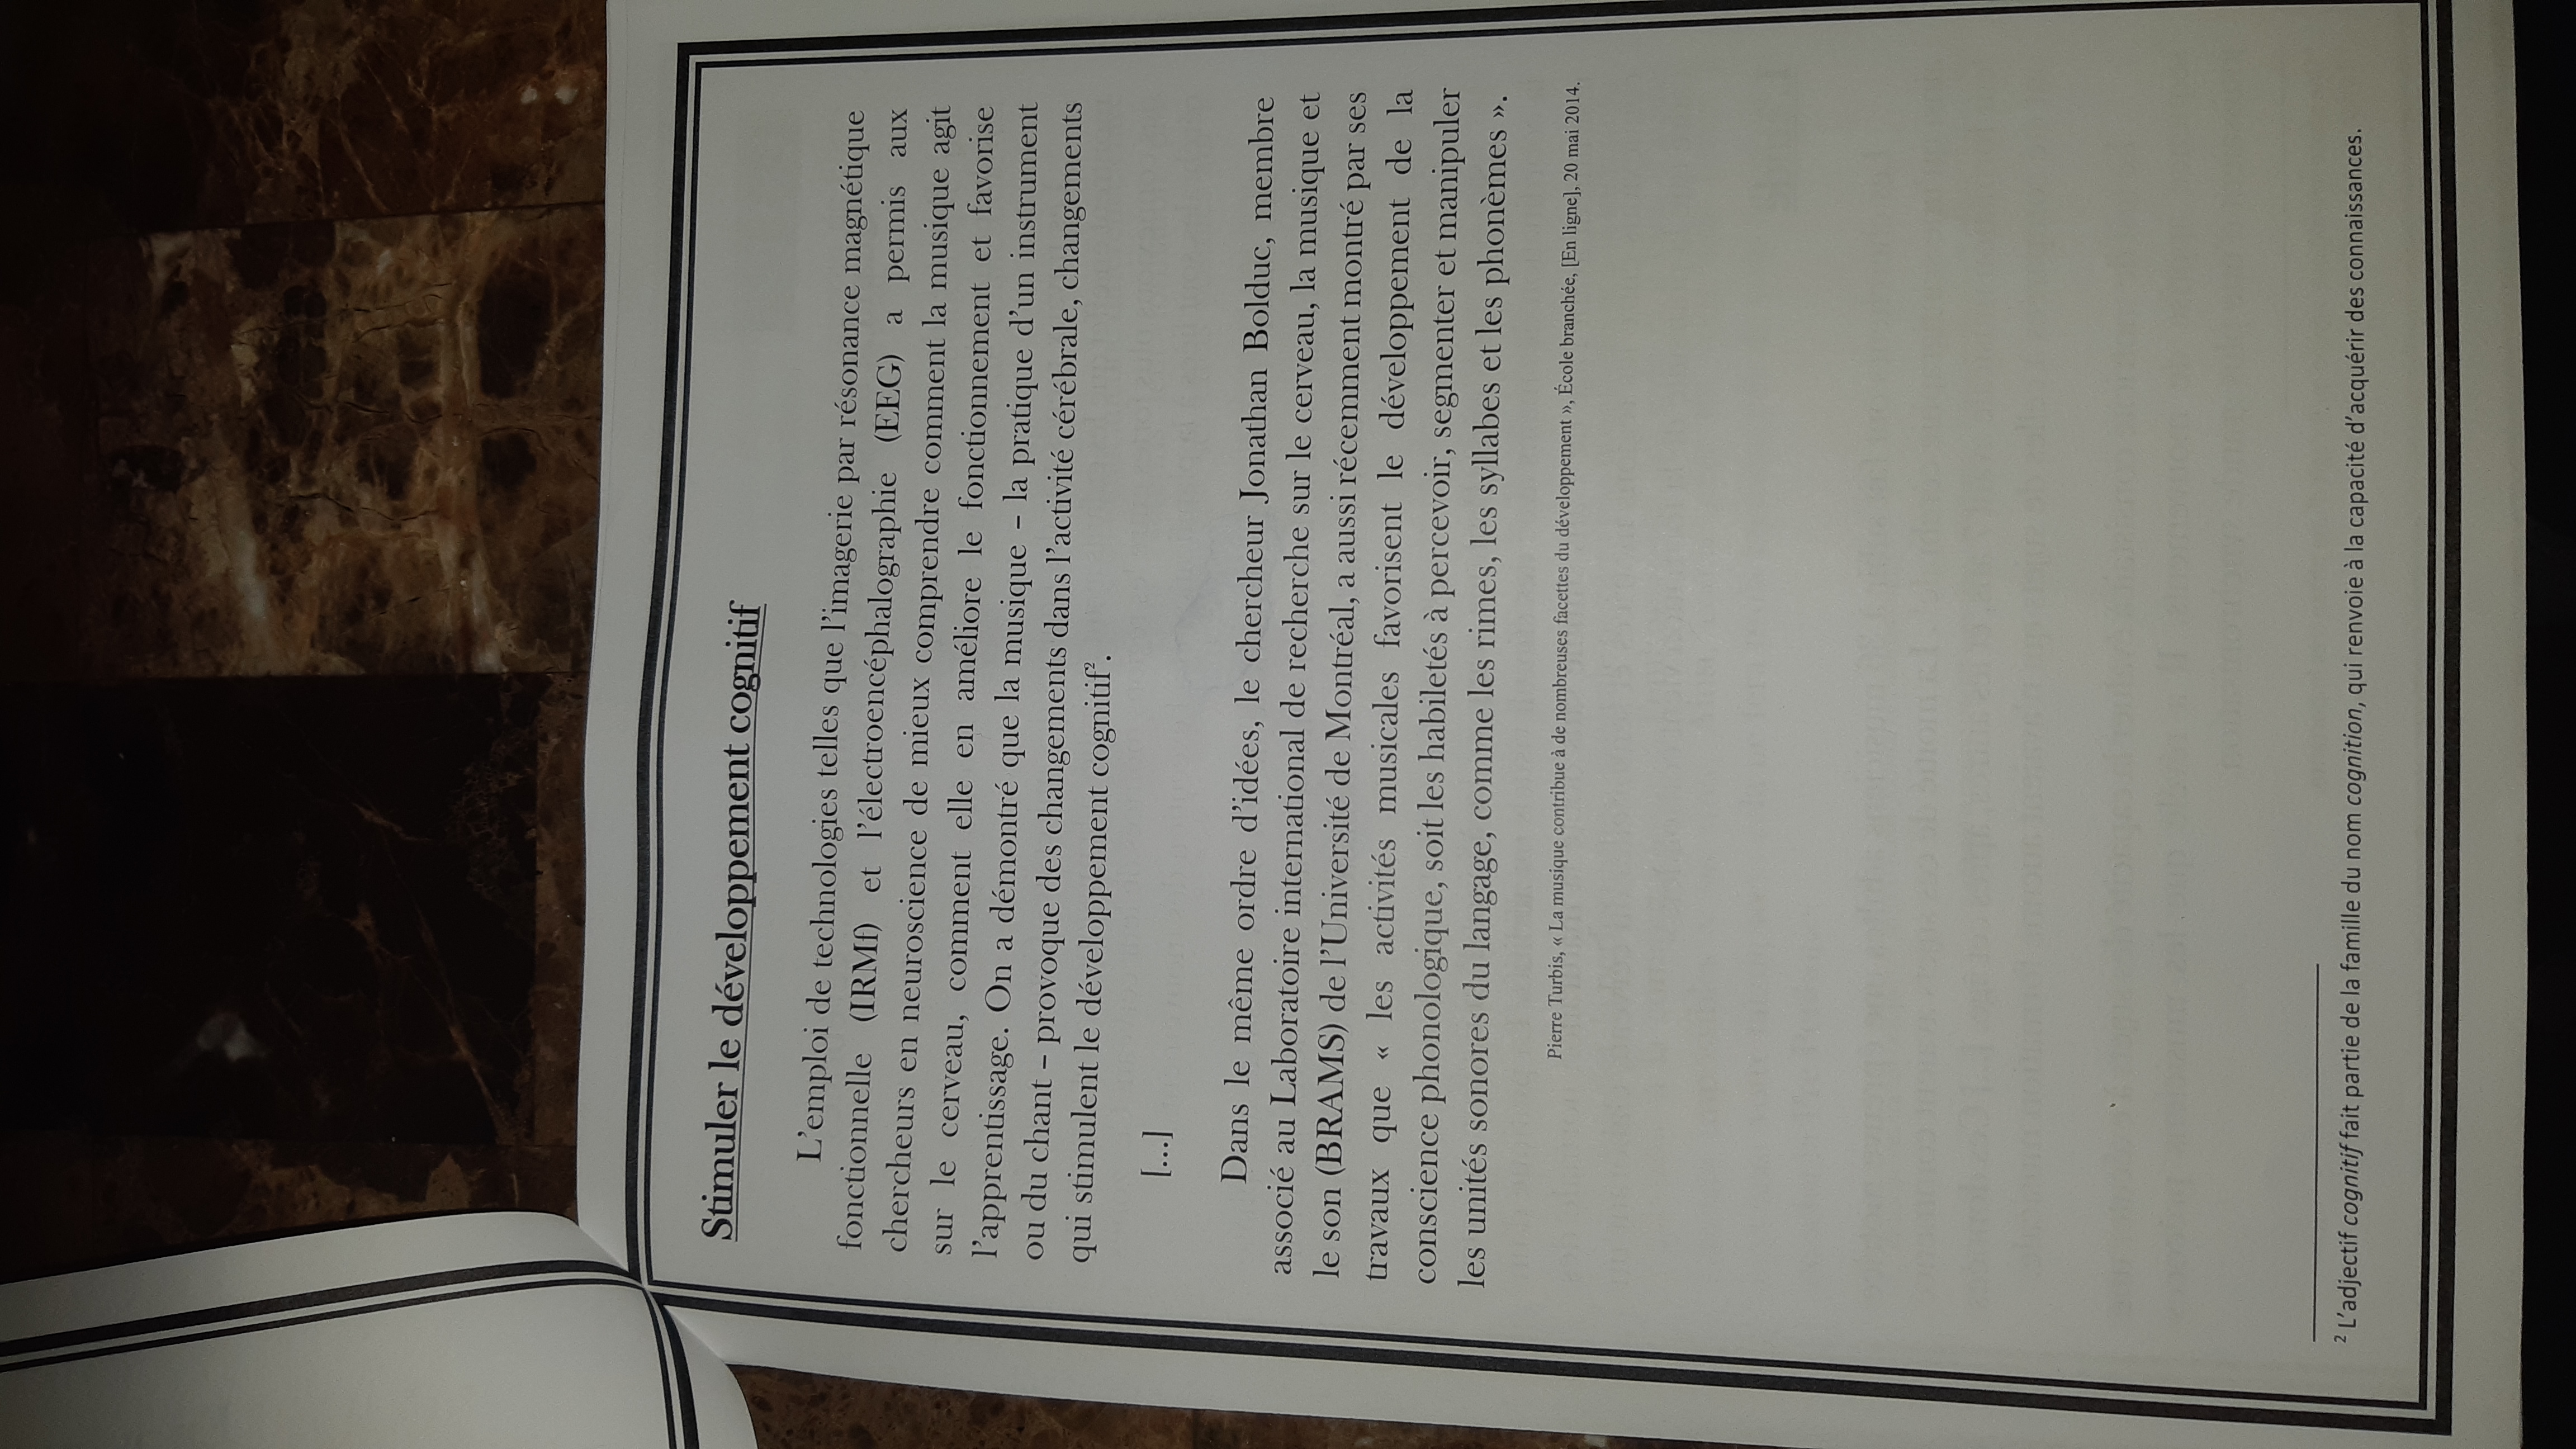 Stimuler le développement cognitif
L'emploi de technologies telles que l'imagerie par résonance magnétique
fonctionnelle (IRMf) et l'électroencéphalographie (EEG) a permis aux
chercheurs en neuroscience de mieux comprendre comment la musique agit
sur le cerveau, comment elle en améliore le fonctionnement et favorise
l'apprentissage. On a démontré que la musique – la pratique d'un instrument
ou du chant – provoque des changements dans l'activité cérébrale, changements
qui stimulent le développement cognitif².
[...]
Dans le même ordre d'idées, le chercheur Jonathan Bolduc, membre
associé au Laboratoire international de recherche sur le cerveau, la musique et
le son (BRAMS) de l'Université de Montréal, a aussi récemment montré par ses
travaux que « les activités musicales favorisent le développement de la
conscience phonologique, soit les habiletés à percevoir, segmenter et manipuler
les unités sonores du langage, comme les rimes, les syllabes et les phonèmes ».
Pierre Turbis, « La musique contribue à de nombreuses facettes du développement », École branchée, [En ligne], 20 mai 2014.
² L'adjectif cognitif fait partie de la famille du nom cognition, qui renvoie à la capacité d'acquérir des connaissances.